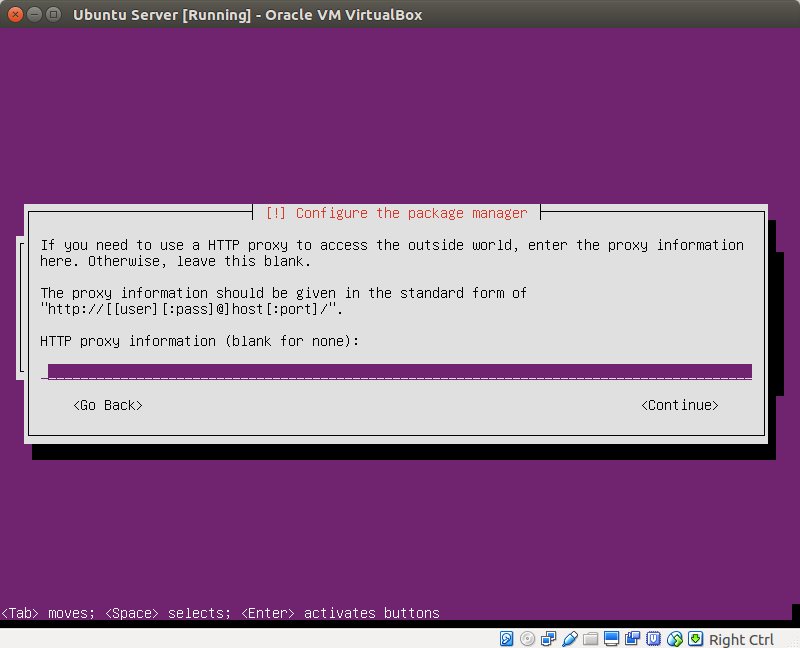 Ubuntu Server [Running] - Oracle VM VirtualBox
[!] Configure the package manager
If you need to use a HTTP proxy to access the outside world, enter the proxy information
here. Otherwise, leave this blank.
The proxy information should be given in the standard form of
"http://[[user][:pass]@]host[:port]/".
HTTP proxy information (blank for none):
<Go Back> <Continue>
<Tab> moves; <Space> selects; <Enter> activates buttons
Right Ctrl